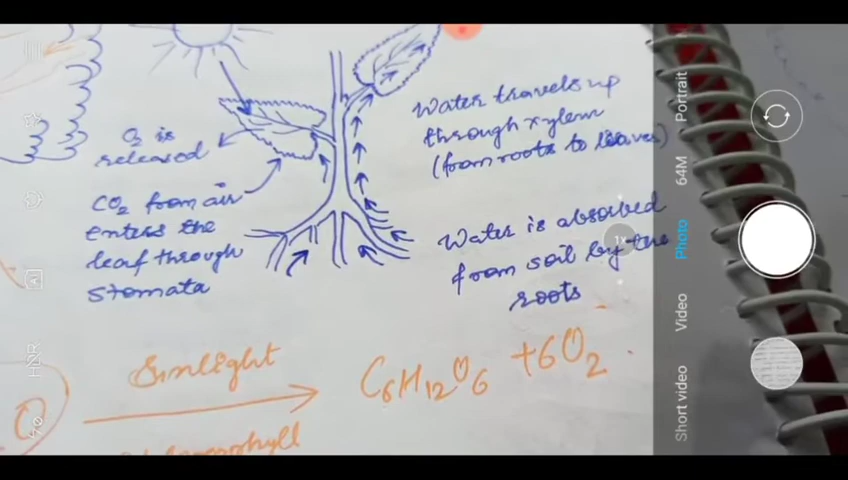 O₂ is
released
CO₂ from air
enters the
leaf through
stomata
Water travels up
through xylem
(from roots to leaves)
Water is absorbed
from soil by the
roots
Sunlight
C₆H₁₂O₆ + 6O₂
O
Portrait
64M
Photo
Video
Short video
HDR